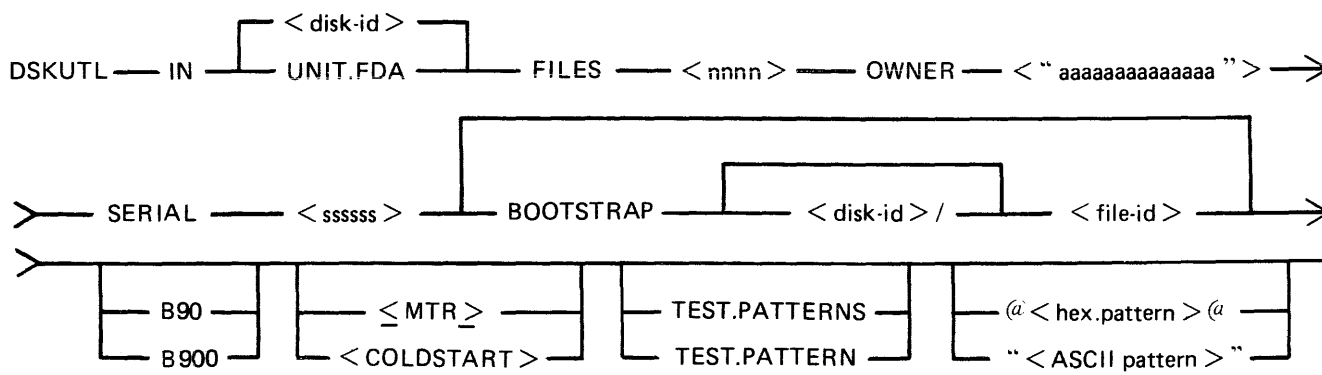 < disk-id >
DSKUTL IN UNIT.FDA FILES < nnnn > OWNER < “ aaaaaaaaaaaaaa ” >
SERIAL < ssssss > BOOTSTRAP < disk-id > / < file-id >
B90 < MTR > TEST.PATTERNS @ < hex.pattern > @
B900 < COLDSTART > TEST.PATTERN “ < ASCII pattern > ”